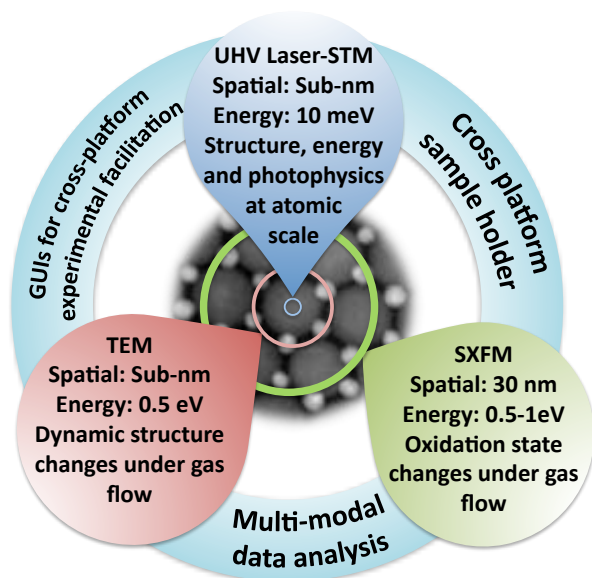 UHV Laser-STM
Spatial: Sub-nm
Energy: 10 meV
Structure, energy
and photophysics
at atomic
scale
GUIs for cross-platform
experimental facilitation
Cross platform
sample holder
TEM
Spatial: Sub-nm
Energy: 0.5 eV
Dynamic structure
changes under gas
flow
SXFM
Spatial: 30 nm
Energy: 0.5-1eV
Oxidation state
changes under gas
flow
Multi-modal
data analysis